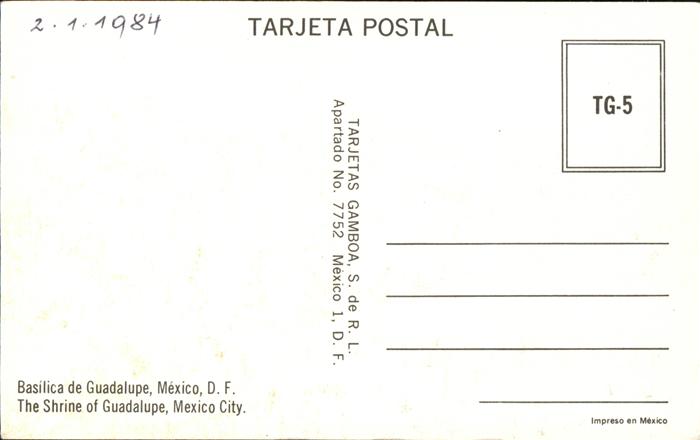 2.1.1984
TARJETA POSTAL
TG-5
TARJETAS GAMBOA, S. de R. L.
Apartado No. 7752 México 1, D. F.
Basílica de Guadalupe, México, D. F.
The Shrine of Guadalupe, Mexico City.
Impreso en México